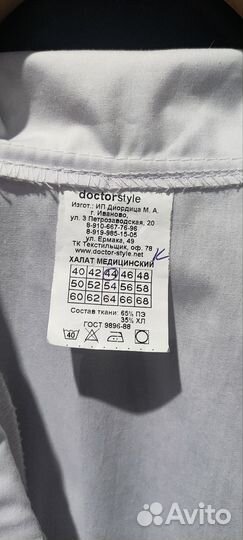 doctorstyle
Изгот.: ИП Диордица М. А.
г. Иваново,
ул. 3 Петрозаводская, 20
8-910-667-76-96
8-919-985-15-05
ул. Ермака, 49
ТК Текстильщик, оф. 78
www.doctor-style.net
ХАЛАТ МЕДИЦИНСКИЙ
40 42 44 46 48
50 52 54 56 58
60 62 64 66 68
Состав ткани: 65% ПЭ
35% ХЛ
ГОСТ 9896-88
40
Avito